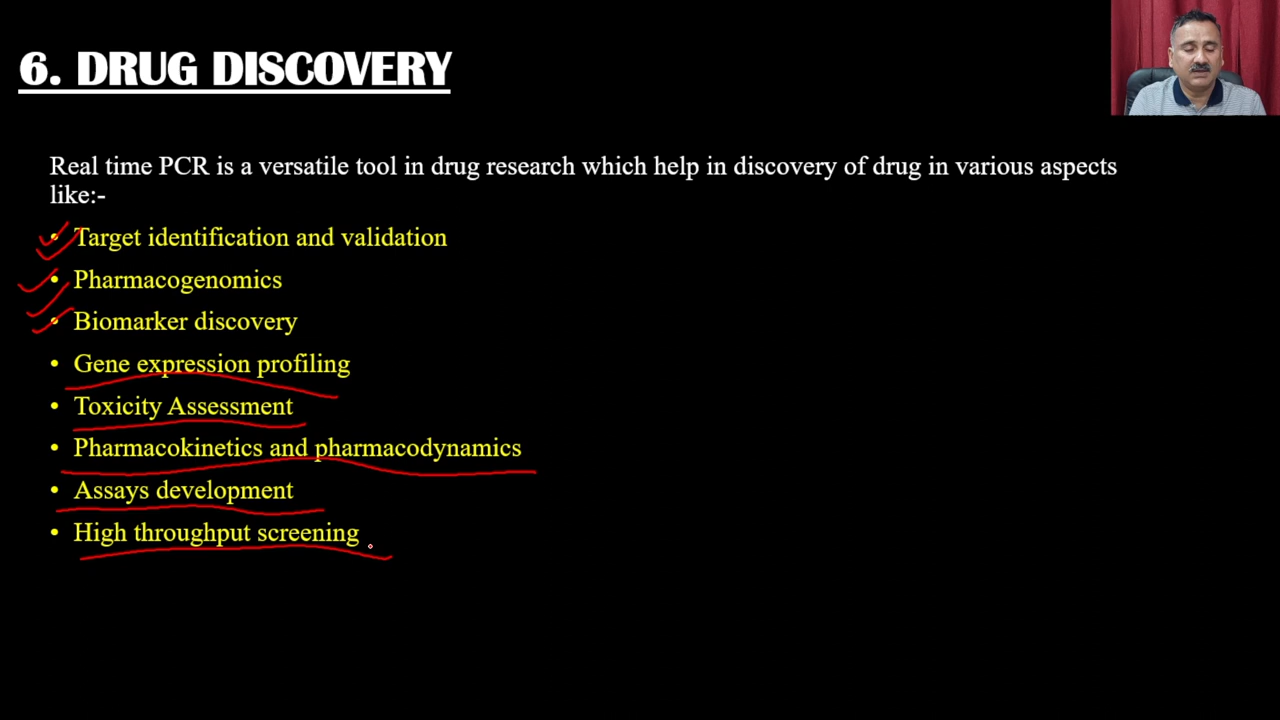 6. DRUG DISCOVERY
Real time PCR is a versatile tool in drug research which help in discovery of drug in various aspects
like:-
• Target identification and validation
• Pharmacogenomics
• Biomarker discovery
• Gene expression profiling
• Toxicity Assessment
• Pharmacokinetics and pharmacodynamics
• Assays development
• High throughput screening